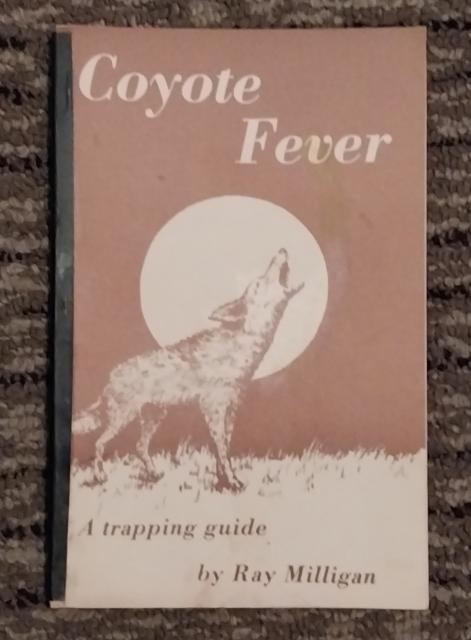 Coyote
Fever
A trapping guide
by Ray Milligan